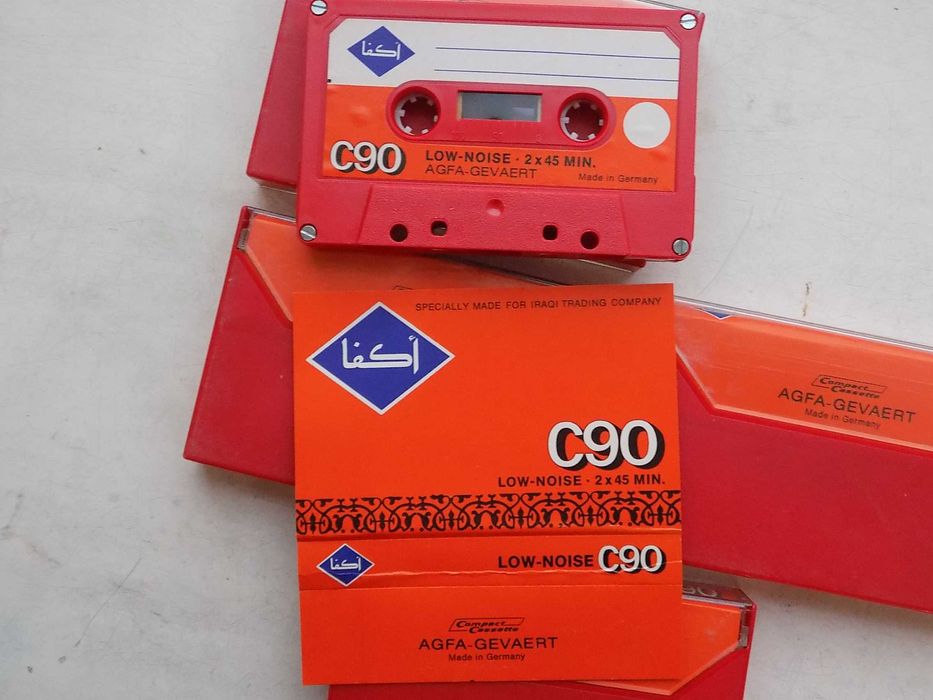 أكفا
C90
LOW-NOISE · 2 x 45 MIN.
AGFA-GEVAERT
Made in Germany
SPECIALLY MADE FOR IRAQI TRADING COMPANY
أكفا
C90
LOW-NOISE · 2 x 45 MIN.
أكفا
LOW-NOISE C90
Compact
Cassette
AGFA-GEVAERT
Made in Germany
Compact
Cassette
AGFA-GEVAERT
Made in Germany
C90